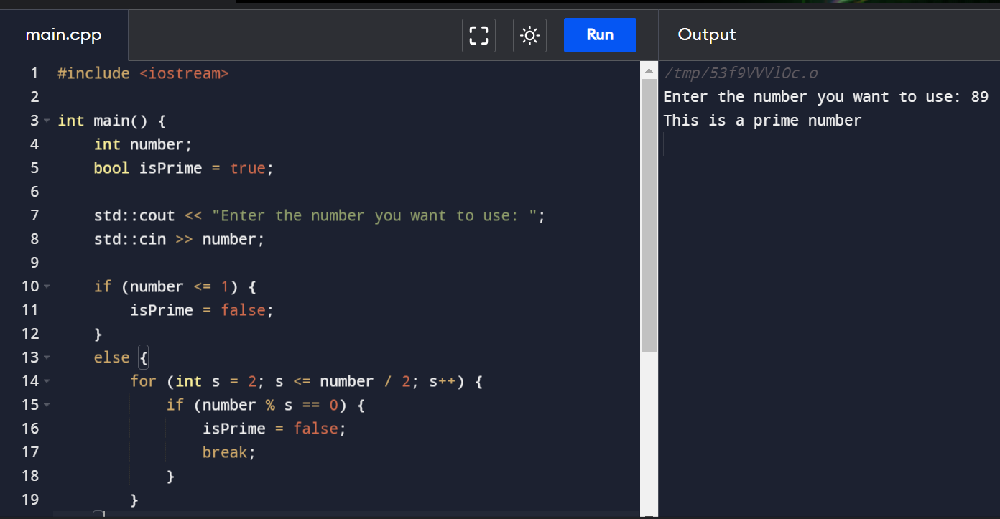 main.cpp
Run
Output
1 #include <iostream>
2
3 int main() {
4     int number;
5     bool isPrime = true;
6
7     std::cout << "Enter the number you want to use: ";
8     std::cin >> number;
9
10     if (number <= 1) {
11         isPrime = false;
12     }
13     else {
14         for (int s = 2; s <= number / 2; s++) {
15             if (number % s == 0) {
16                 isPrime = false;
17                 break;
18             }
19         }
/tmp/53f9VVVlOc.o
Enter the number you want to use: 89
This is a prime number